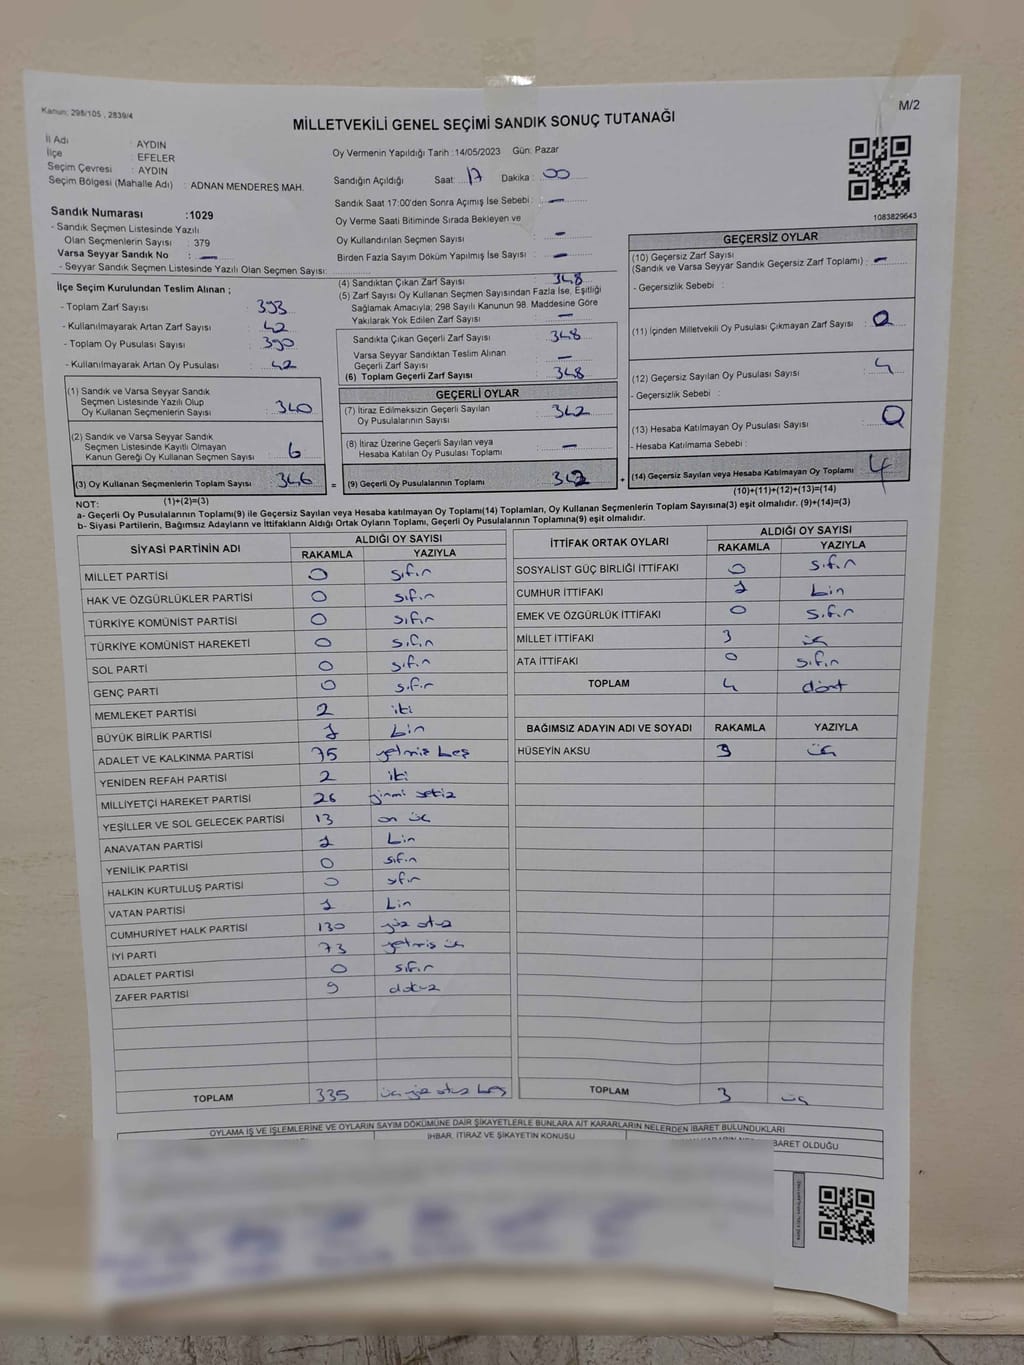 Kanun: 298/105 , 2839/4
M/2
MİLLETVEKİLİ GENEL SEÇİMİ SANDIK SONUÇ TUTANAĞI
İl Adı : AYDIN
İlçe : EFELER
Seçim Çevresi : AYDIN
Seçim Bölgesi (Mahalle Adı) : ADNAN MENDERES MAH.
Sandık Numarası :1029
- Sandık Seçmen Listesinde Yazılı
Olan Seçmenlerin Sayısı : 379
Varsa Seyyar Sandık No : —
- Seyyar Sandık Seçmen Listesinde Yazılı Olan Seçmen Sayısı:
Oy Vermenin Yapıldığı Tarih :14/05/2023 Gün: Pazar
Sandığın Açıldığı Saat: 17 Dakika : 00
Sandık Saat 17:00'den Sonra Açımış İse Sebebi : —
Oy Verme Saati Bitiminde Sırada Bekleyen ve
Oy Kullandırılan Seçmen Sayısı : —
Birden Fazla Sayım Döküm Yapılmış İse Sayısı : —
1083829643
İlçe Seçim Kurulundan Teslim Alınan ;
- Toplam Zarf Sayısı : 393
- Kullanılmayarak Artan Zarf Sayısı : 42
- Toplam Oy Pusulası Sayısı : 390
- Kullanılmayarak Artan Oy Pusulası : 42
(1) Sandık ve Varsa Seyyar Sandık
Seçmen Listesinde Yazılı Olup
Oy Kullanan Seçmenlerin Sayısı : 340
(2) Sandık ve Varsa Seyyar Sandık
Seçmen Listesinde Kayıtlı Olmayan
Kanun Gereği Oy Kullanan Seçmen Sayısı : 6
(3) Oy Kullanan Seçmenlerin Toplam Sayısı : 346
(1)+(2)=(3)
(4) Sandıktan Çıkan Zarf Sayısı : 348
(5) Zarf Sayısı Oy Kullanan Seçmen Sayısından Fazla İse, Eşitliği
Sağlamak Amacıyla; 298 Sayılı Kanunun 98. Maddesine Göre
Yakılarak Yok Edilen Zarf Sayısı : —
Sandıkta Çıkan Geçerli Zarf Sayısı : 348
Varsa Seyyar Sandıktan Teslim Alınan
Geçerli Zarf Sayısı : —
(6) Toplam Geçerli Zarf Sayısı : 348
GEÇERLİ OYLAR
(7) İtiraz Edilmeksizin Geçerli Sayılan
Oy Pusulalarının Sayısı : 342
(8) İtiraz Üzerine Geçerli Sayılan veya
Hesaba Katılan Oy Pusulası Toplamı : —
= (9) Geçerli Oy Pusulalarının Toplamı : 342
GEÇERSİZ OYLAR
(10) Geçersiz Zarf Sayısı
(Sandık ve Varsa Seyyar Sandık Geçersiz Zarf Toplamı) : —
- Geçersizlik Sebebi :
(11) İçinden Milletvekili Oy Pusulası Çıkmayan Zarf Sayısı : 0
(12) Geçersiz Sayılan Oy Pusulası Sayısı : 4
- Geçersizlik Sebebi :
(13) Hesaba Katılmayan Oy Pusulası Sayısı : 0
- Hesaba Katılmama Sebebi :
+ (14) Geçersiz Sayılan veya Hesaba Katılmayan Oy Toplamı : 4
(10)+(11)+(12)+(13)=(14)
NOT:
a- Geçerli Oy Pusulalarının Toplamı(9) ile Geçersiz Sayılan veya Hesaba katılmayan Oy Toplamı(14) Toplamları, Oy Kullanan Seçmenlerin Toplam Sayısına(3) eşit olmalıdır. (9)+(14)=(3)
b- Siyasi Partilerin, Bağımsız Adayların ve İttifakların Aldığı Ortak Oyların Toplamı, Geçerli Oy Pusulalarının Toplamına(9) eşit olmalıdır.
SİYASİ PARTİNİN ADI ALDIĞI OY SAYISI
RAKAMLA YAZIYLA
MİLLET PARTİSİ 0 sıfır
HAK VE ÖZGÜRLÜKLER PARTİSİ 0 sıfır
TÜRKİYE KOMÜNİST PARTİSİ 0 sıfır
TÜRKİYE KOMÜNİST HAREKETİ 0 sıfır
SOL PARTİ 0 sıfır
GENÇ PARTİ 0 sıfır
MEMLEKET PARTİSİ 2 iki
BÜYÜK BİRLİK PARTİSİ 1 bir
ADALET VE KALKINMA PARTİSİ 75 yetmiş beş
YENİDEN REFAH PARTİSİ 2 iki
MİLLİYETÇİ HAREKET PARTİSİ 28 yirmi sekiz
YEŞİLLER VE SOL GELECEK PARTİSİ 13 on üç
ANAVATAN PARTİSİ 1 bir
YENİLİK PARTİSİ 0 sıfır
HALKIN KURTULUŞ PARTİSİ 0 sıfır
VATAN PARTİSİ 1 bir
CUMHURİYET HALK PARTİSİ 130 yüz otuz
İYİ PARTİ 73 yetmiş üç
ADALET PARTİSİ 0 sıfır
ZAFER PARTİSİ 9 dokuz
TOPLAM 335 üç yüz otuz beş
İTTİFAK ORTAK OYLARI ALDIĞI OY SAYISI
RAKAMLA YAZIYLA
SOSYALİST GÜÇ BİRLİĞİ İTTİFAKI 0 sıfır
CUMHUR İTTİFAKI 1 bir
EMEK VE ÖZGÜRLÜK İTTİFAKI 0 sıfır
MİLLET İTTİFAKI 3 üç
ATA İTTİFAKI 0 sıfır
TOPLAM 4 dört
BAĞIMSIZ ADAYIN ADI VE SOYADI RAKAMLA YAZIYLA
HÜSEYİN AKSU 3 üç
TOPLAM 3 üç
OYLAMA İŞ VE İŞLEMLERİNE VE OYLARIN SAYIM DÖKÜMÜNE DAİR ŞİKAYETLERLE BUNLARA AİT KARARLARIN NELERDEN İBARET BULUNDUKLARI
İHBAR, İTİRAZ VE ŞİKAYETİN KONUSU
BARET OLDUĞU